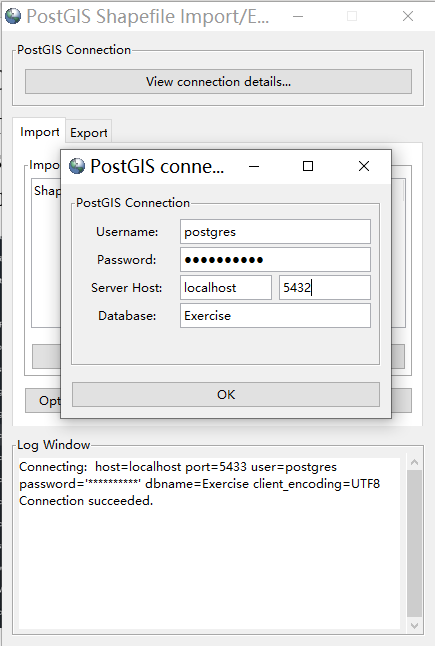 PostGIS Shapefile Import/E...
PostGIS Connection
View connection details...
Import
Export
Impo
Shap
PostGIS conne...
PostGIS Connection
Username:
postgres
Password:
●●●●●●●●●●
Server Host:
localhost
5432
Database:
Exercise
OK
Opt
Log Window
Connecting: host=localhost port=5433 user=postgres
password='**********' dbname=Exercise client_encoding=UTF8
Connection succeeded.